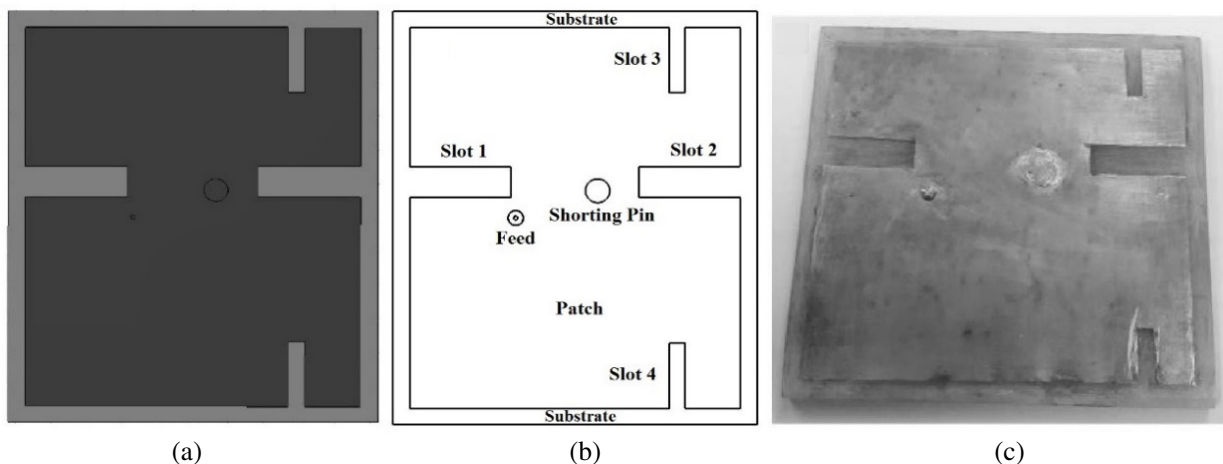 Substrate
Slot 3
Slot 1
Slot 2
Shorting Pin
Feed
Patch
Slot 4
Substrate
(a)
(b)
(c)